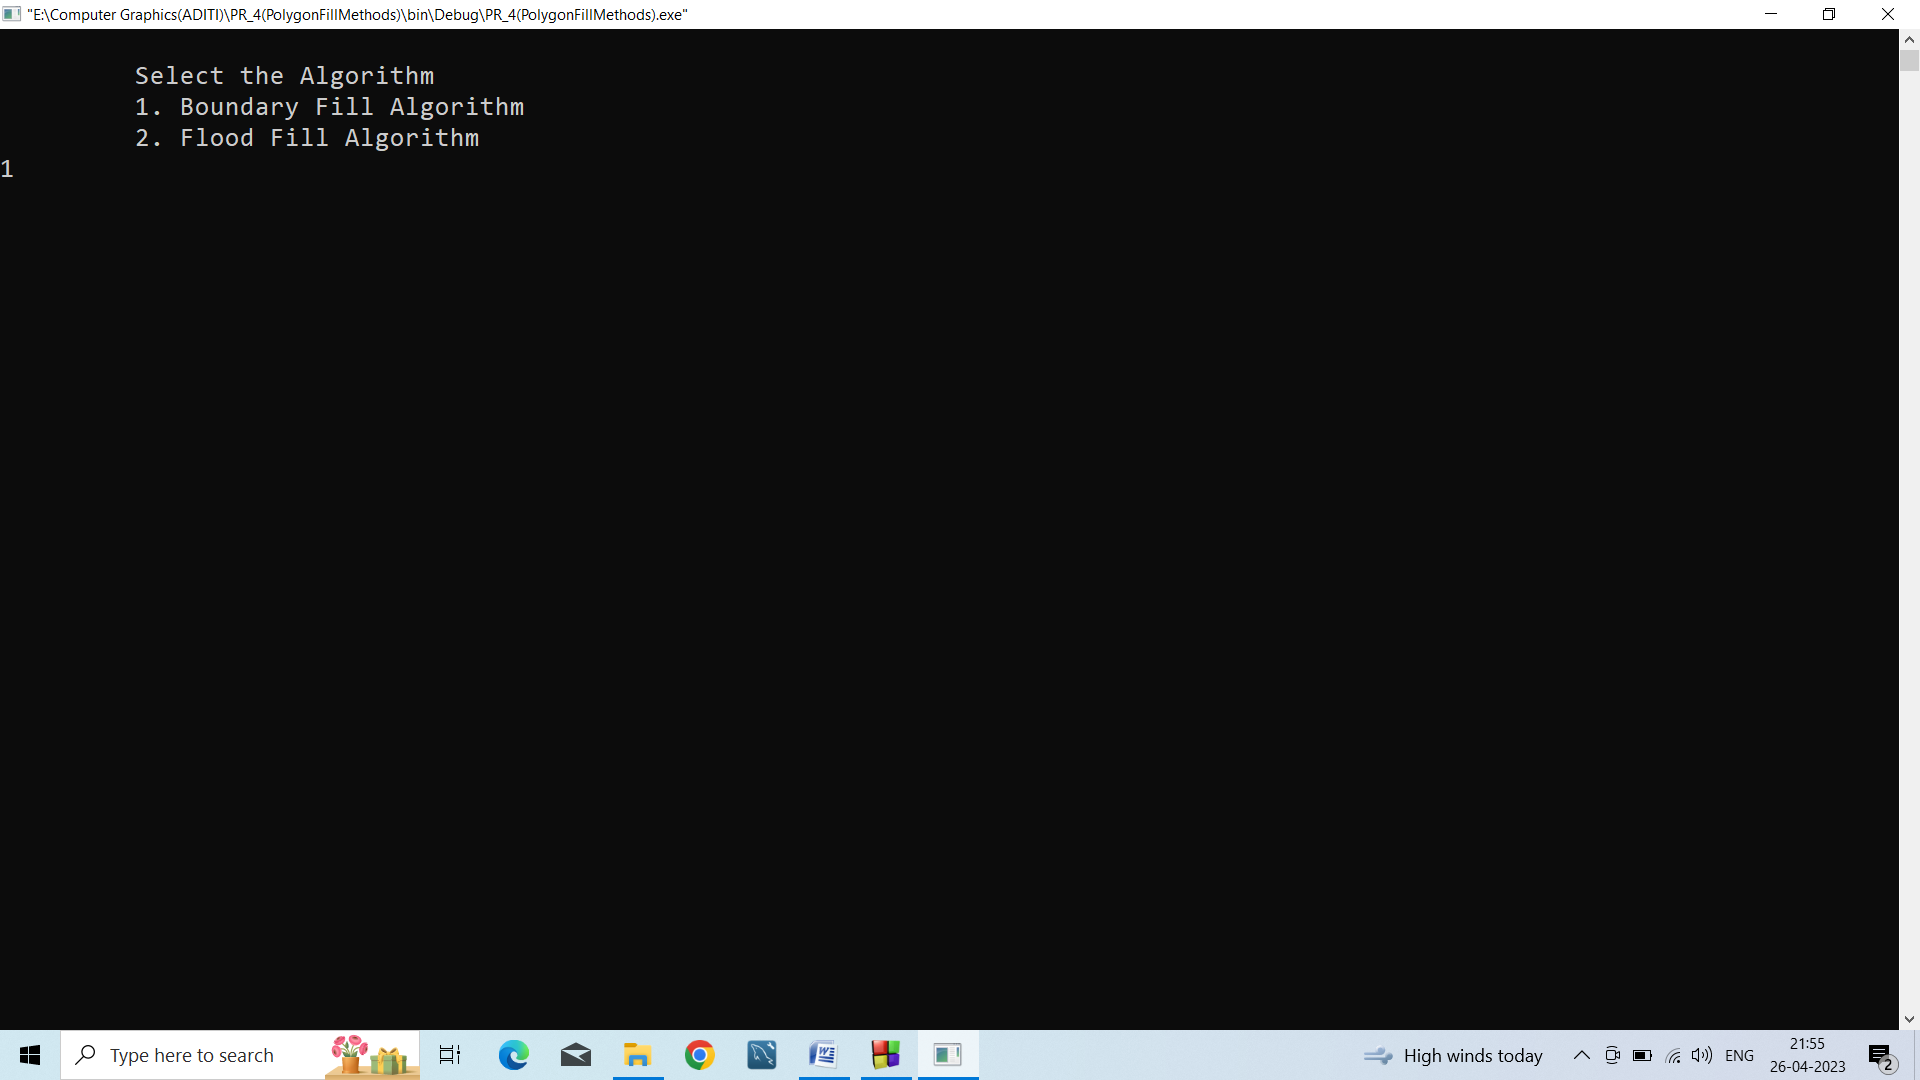 "E:\Computer Graphics(ADITI)\PR_4(PolygonFillMethods)\bin\Debug\PR_4(PolygonFillMethods).exe"
Select the Algorithm
1. Boundary Fill Algorithm
2. Flood Fill Algorithm
1
Type here to search
High winds today
ENG
21:55
26-04-2023
2